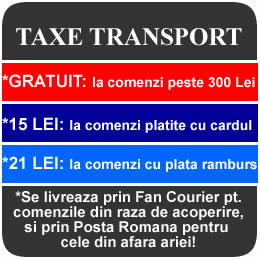 TAXE TRANSPORT
*GRATUIT: la comenzi peste 300 Lei
*15 LEI: la comenzi platite cu cardul
*21 LEI: la comenzi cu plata ramburs
*Se livreaza prin Fan Courier pt.
comenzile din raza de acoperire,
si prin Posta Romana pentru
cele din afara ariei!